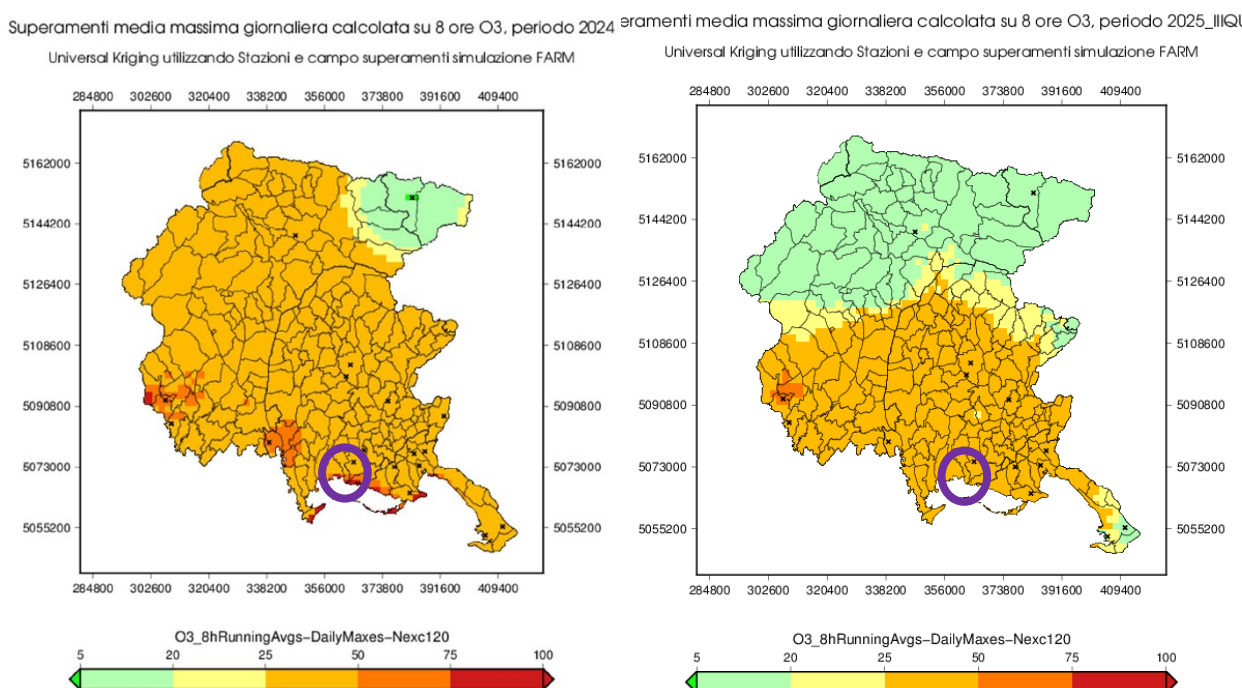 Superamenti media massima giornaliera calcolata su 8 ore O3, periodo 2024
Universal Kriging utilizzando Stazioni e campo superamenti simulazione FARM
284800 302600 320400 338200 356000 373800 391600 409400
5162000 5162000
5144200 5144200
5126400 5126400
5108600 5108600
5090800 5090800
5073000 5073000
5055200 5055200
284800 302600 320400 338200 356000 373800 391600 409400
O3_8hRunningAvgs-DailyMaxes-Nexc120
5 20 25 50 75 100
eramenti media massima giornaliera calcolata su 8 ore O3, periodo 2025_IIIQU
Universal Kriging utilizzando Stazioni e campo superamenti simulazione FARM
284800 302600 320400 338200 356000 373800 391600 409400
5162000 5162000
5144200 5144200
5126400 5126400
5108600 5108600
5090800 5090800
5073000 5073000
5055200 5055200
284800 302600 320400 338200 356000 373800 391600 409400
O3_8hRunningAvgs-DailyMaxes-Nexc120
5 20 25 50 75 100